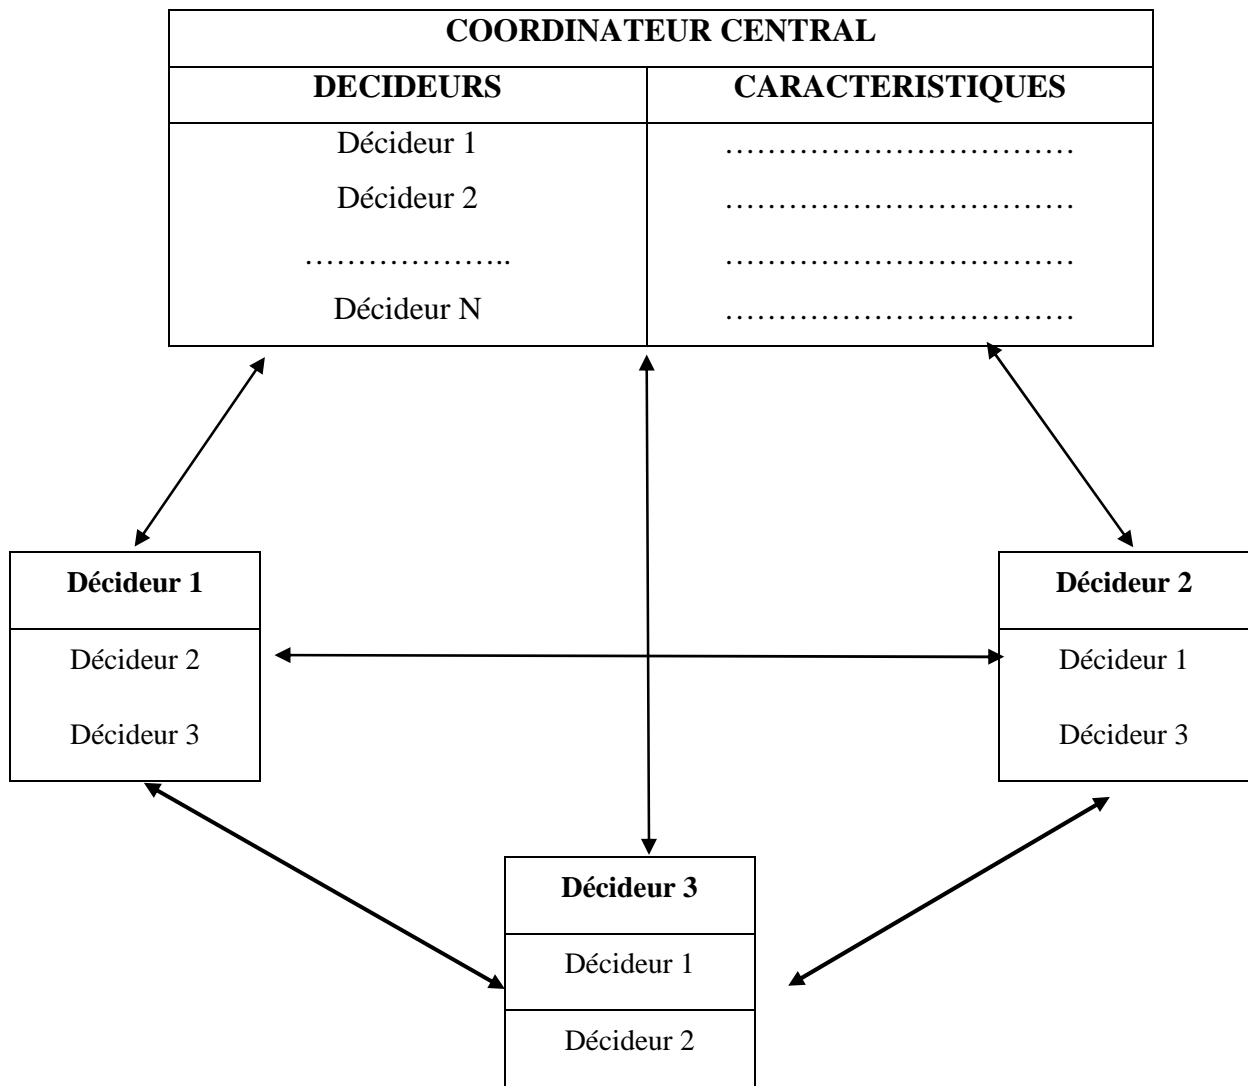 COORDINATEUR CENTRAL
DECIDEURS CARACTERISTIQUES
Décideur 1 ……………………………
Décideur 2 ……………………………
……………….. ……………………………
Décideur N ……………………………
Décideur 1
Décideur 2
Décideur 3
Décideur 2
Décideur 1
Décideur 3
Décideur 3
Décideur 1
Décideur 2